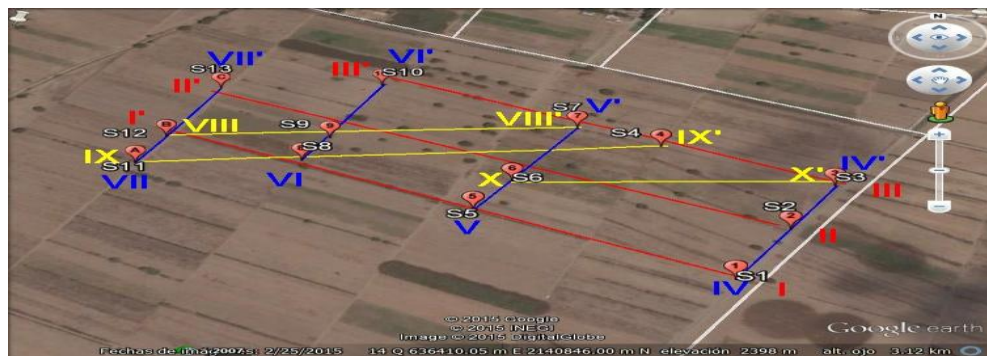 N
VII'
VI'
S13
III'
S10
II'
I'
S7
V'
S12
VIII
S9
VIII'
S4
IX'
IX
S8
S11
VII
VI
X
S6
X'
IV'
S3
III
S5
V
S2
II
S1
IV
I
© 2015 Google
© 2015 INEGI
Image © 2015 DigitalGlobe
Google earth
Fechas de imágenes: 2/25/2015 14 Q 636410.05 m E 2140846.00 m N elevación 2398 m alt. ojo 3.12 km